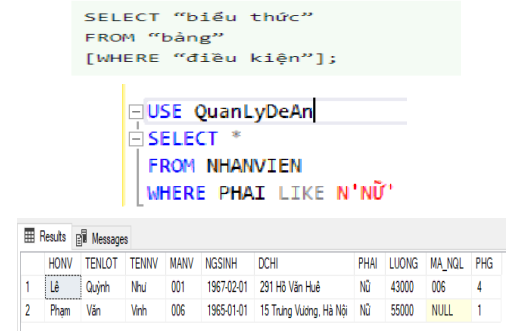 SELECT “biểu thức”
FROM “bảng”
[WHERE “điều kiện”];
USE QuanLyDeAn
SELECT *
FROM NHANVIEN
WHERE PHAI LIKE N'NỮ'
Results Messages
HONV TENLOT TENNV MANV NGSINH DCHI PHAI LUONG MA_NQL PHG
1 Lê Quỳnh Như 001 1967-02-01 291 Hồ Văn Huê Nữ 43000 006 4
2 Phạm Văn Vinh 006 1965-01-01 15 Trưng Vương, Hà Nội Nữ 55000 NULL 1